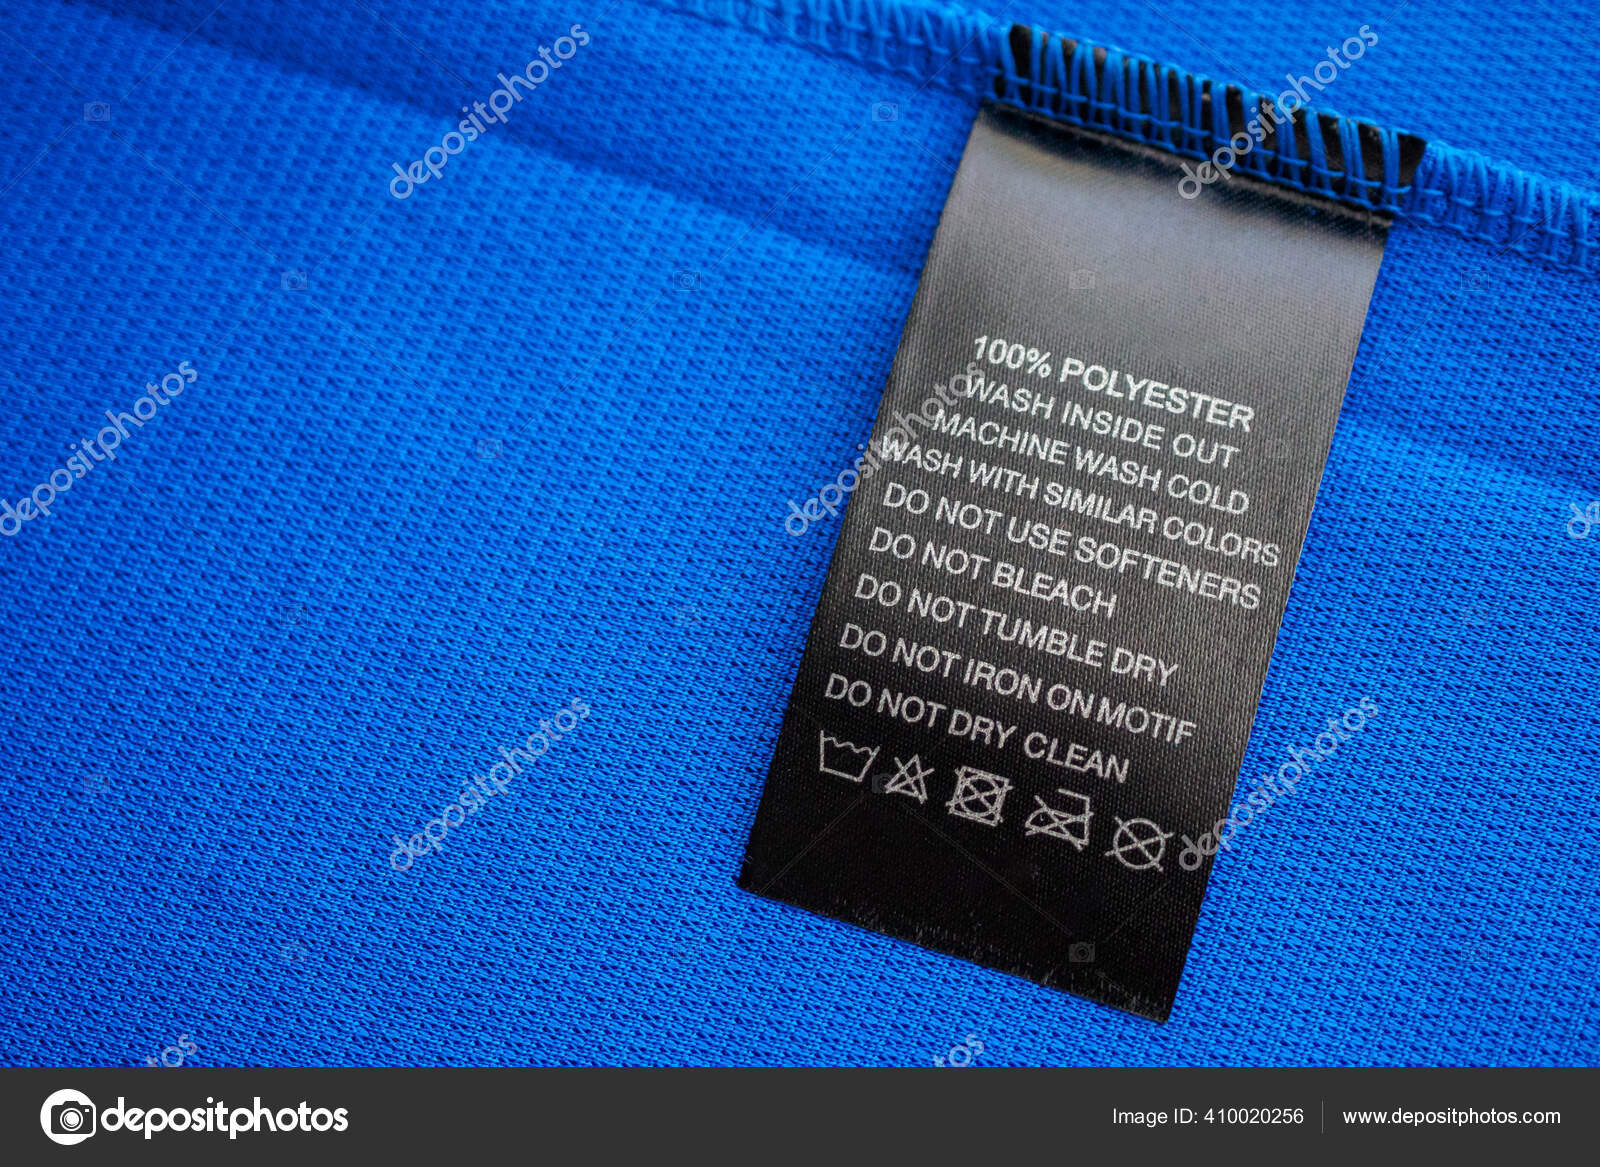 100% POLYESTER
WASH INSIDE OUT
MACHINE WASH COLD
WASH WITH SIMILAR COLORS
DO NOT USE SOFTENERS
DO NOT BLEACH
DO NOT TUMBLE DRY
DO NOT IRON ON MOTIF
DO NOT DRY CLEAN
depositphotos
depositphotos
depositphotos
depositphotos
depositphotos
depositphotos
depositphotos
Image ID: 410020256
www.depositphotos.com